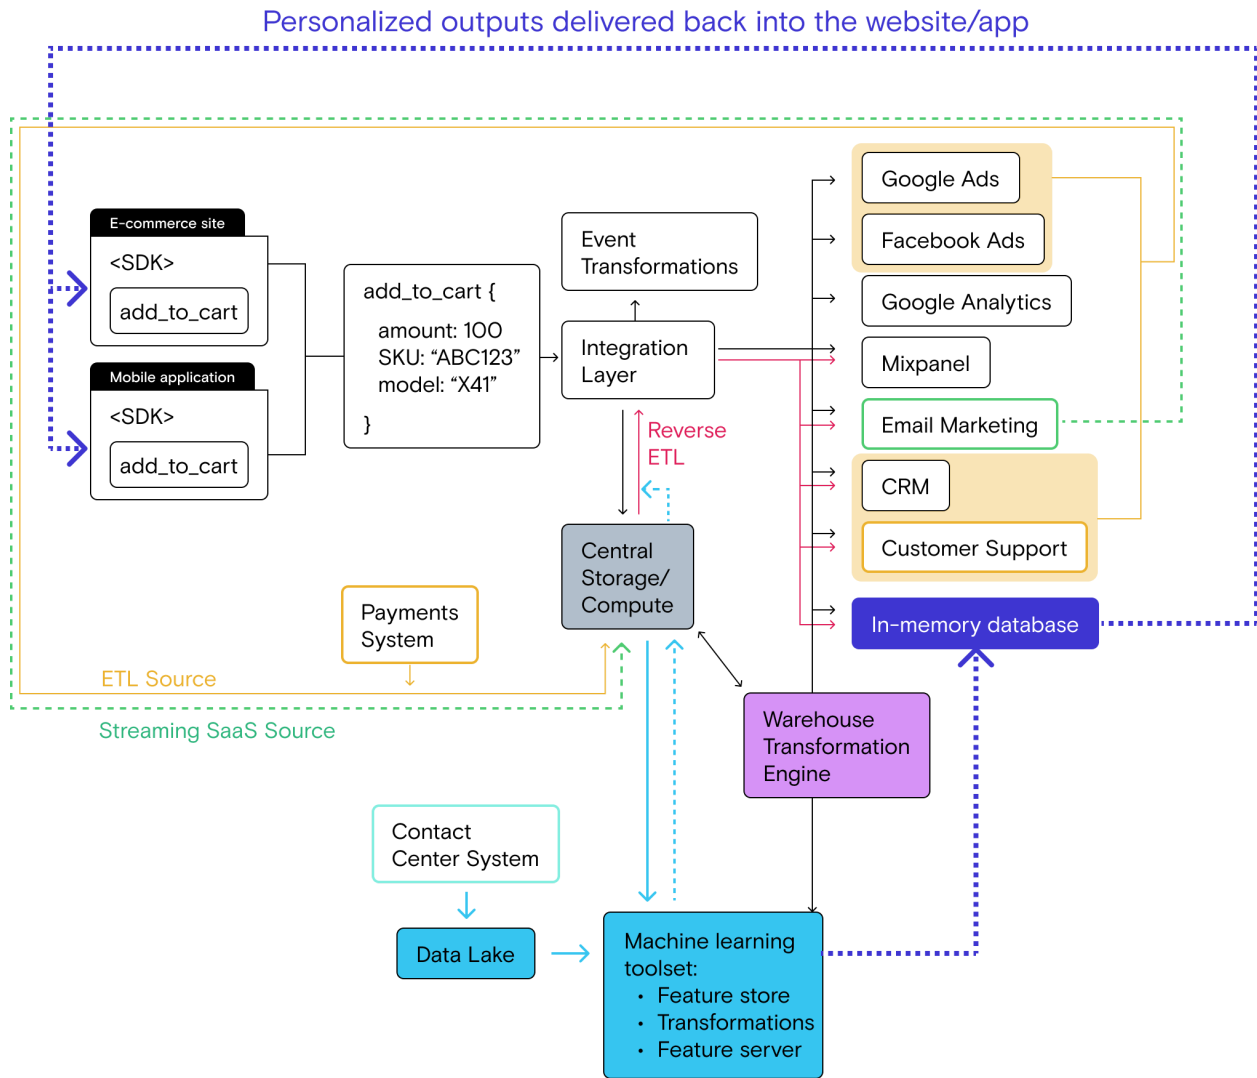 Personalized outputs delivered back into the website/app
E-commerce site
<SDK>
add_to_cart
Mobile application
<SDK>
add_to_cart
add_to_cart {
amount: 100
SKU: “ABC123”
model: “X41”
}
Event
Transformations
Integration
Layer
Reverse
ETL
Central
Storage/
Compute
Google Ads
Facebook Ads
Google Analytics
Mixpanel
Email Marketing
CRM
Customer Support
In-memory database
Payments
System
ETL Source
Streaming SaaS Source
Warehouse
Transformation
Engine
Contact
Center System
Data Lake
Machine learning
toolset:
• Feature store
• Transformations
• Feature server